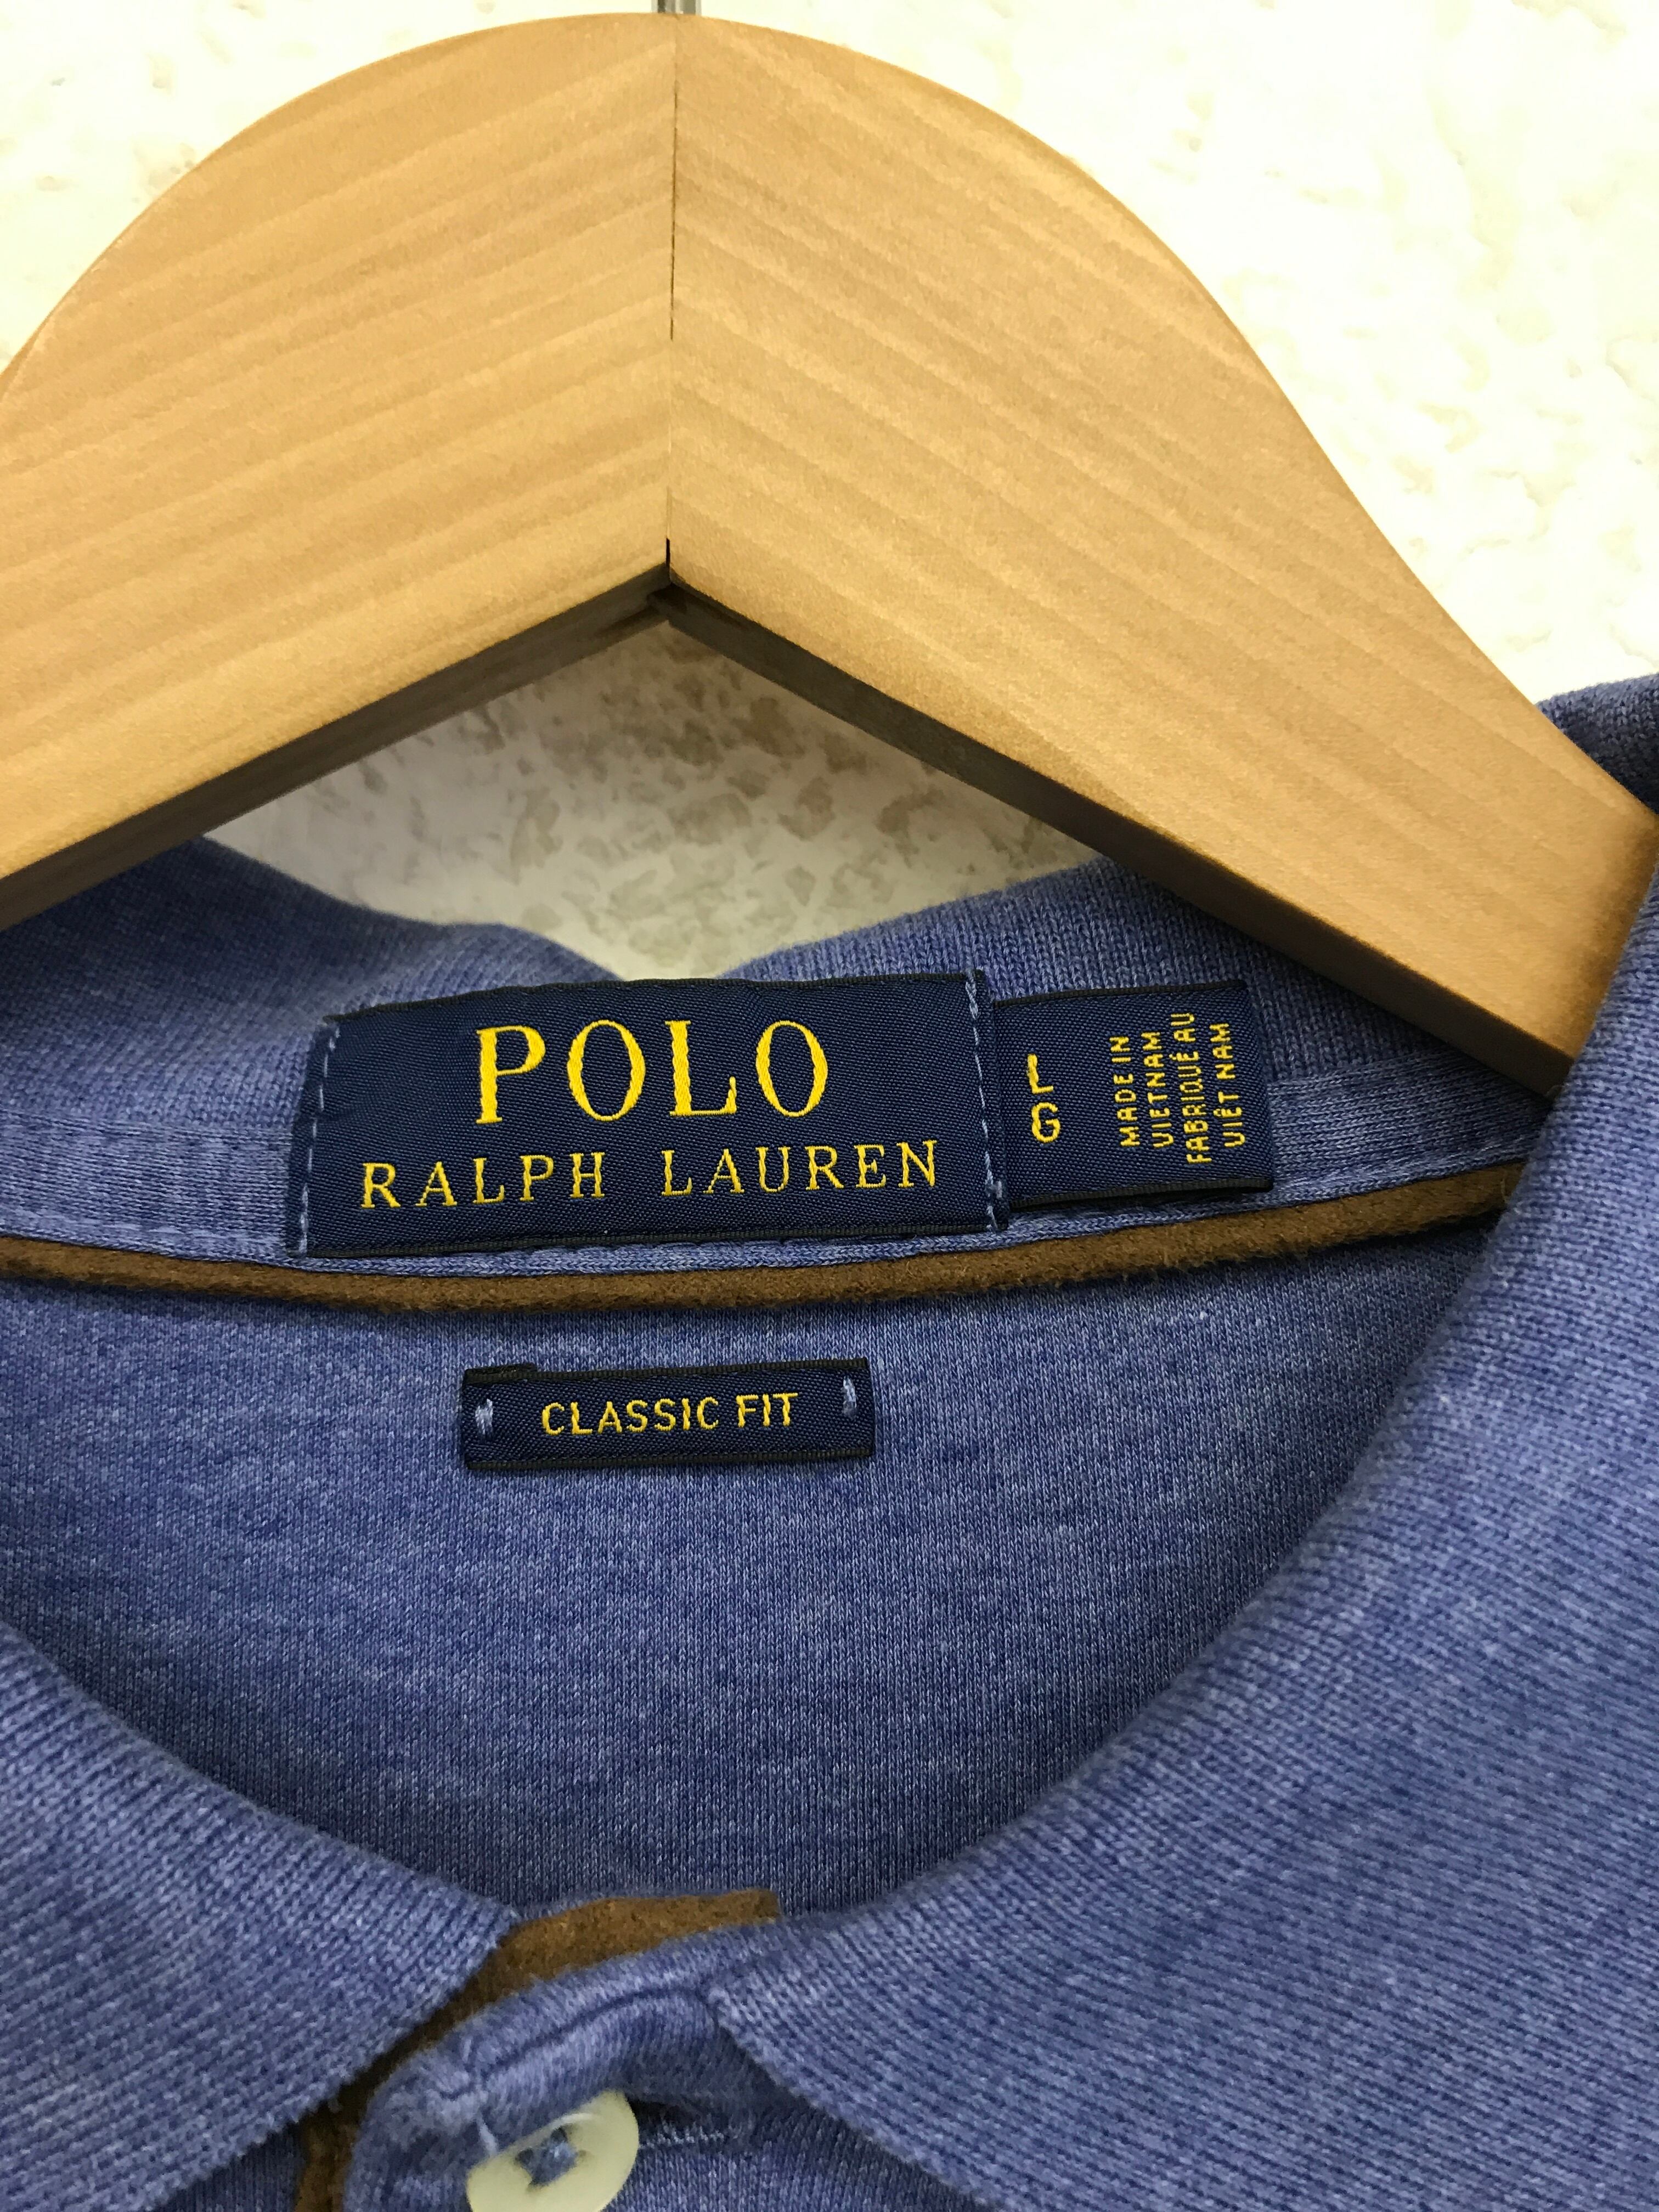 POLO
RALPH LAUREN
L
G
MADE IN
VIETNAM
FABRIQUÉ AU
VIÊT NAM
CLASSIC FIT